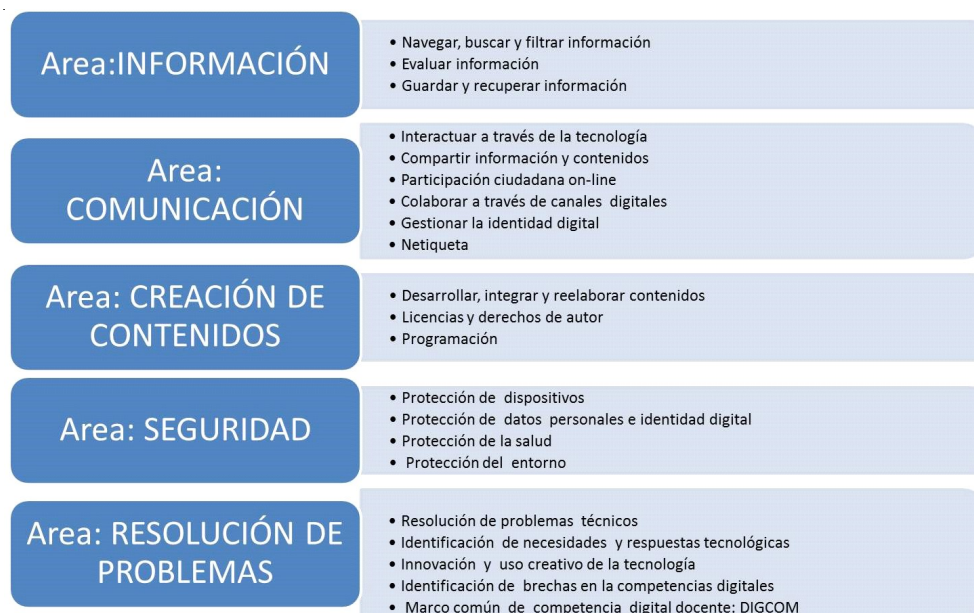 Area:INFORMACIÓN
• Navegar, buscar y filtrar información
• Evaluar información
• Guardar y recuperar información
Area:
COMUNICACIÓN
• Interactuar a través de la tecnología
• Compartir información y contenidos
• Participación ciudadana on-line
• Colaborar a través de canales digitales
• Gestionar la identidad digital
• Netiqueta
Area: CREACIÓN DE
CONTENIDOS
• Desarrollar, integrar y reelaborar contenidos
• Licencias y derechos de autor
• Programación
Area: SEGURIDAD
• Protección de dispositivos
• Protección de datos personales e identidad digital
• Protección de la salud
• Protección del entorno
Area: RESOLUCIÓN DE
PROBLEMAS
• Resolución de problemas técnicos
• Identificación de necesidades y respuestas tecnológicas
• Innovación y uso creativo de la tecnología
• Identificación de brechas en la competencias digitales
• Marco común de competencia digital docente: DIGCOM